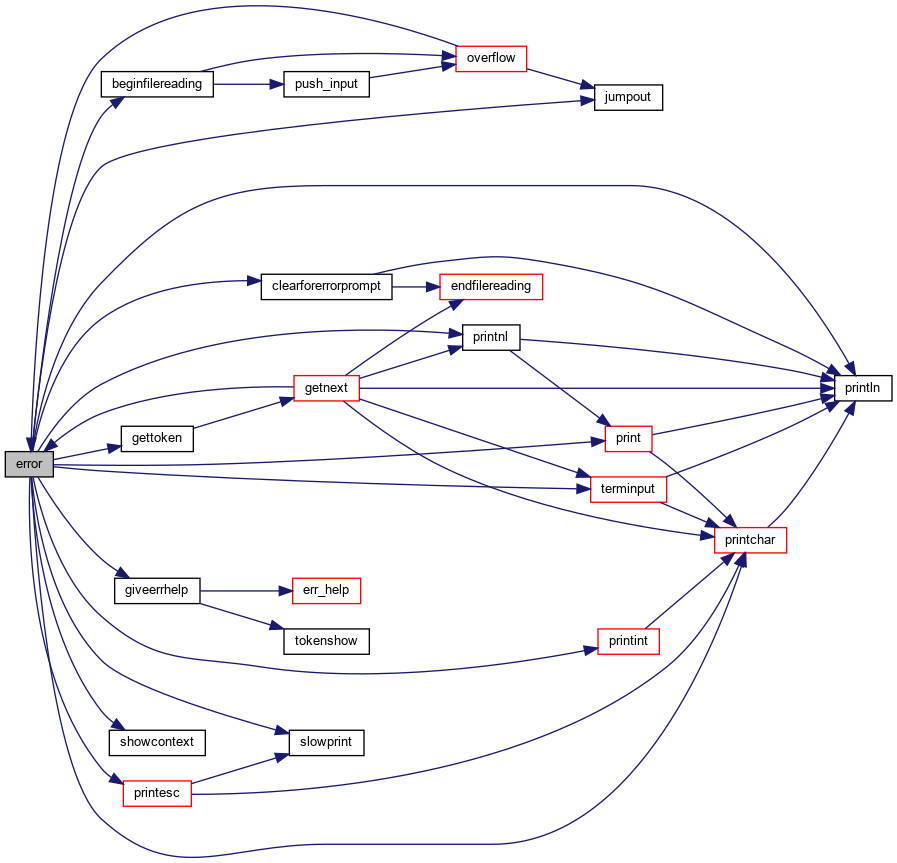 overflow
beginfilereading
push_input
jumpout
clearforerrorprompt
endfilereading
printnl
getnext
println
gettoken
print
error
terminput
printchar
giveerrhelp
err_help
tokenshow
printint
showcontext
slowprint
printesc